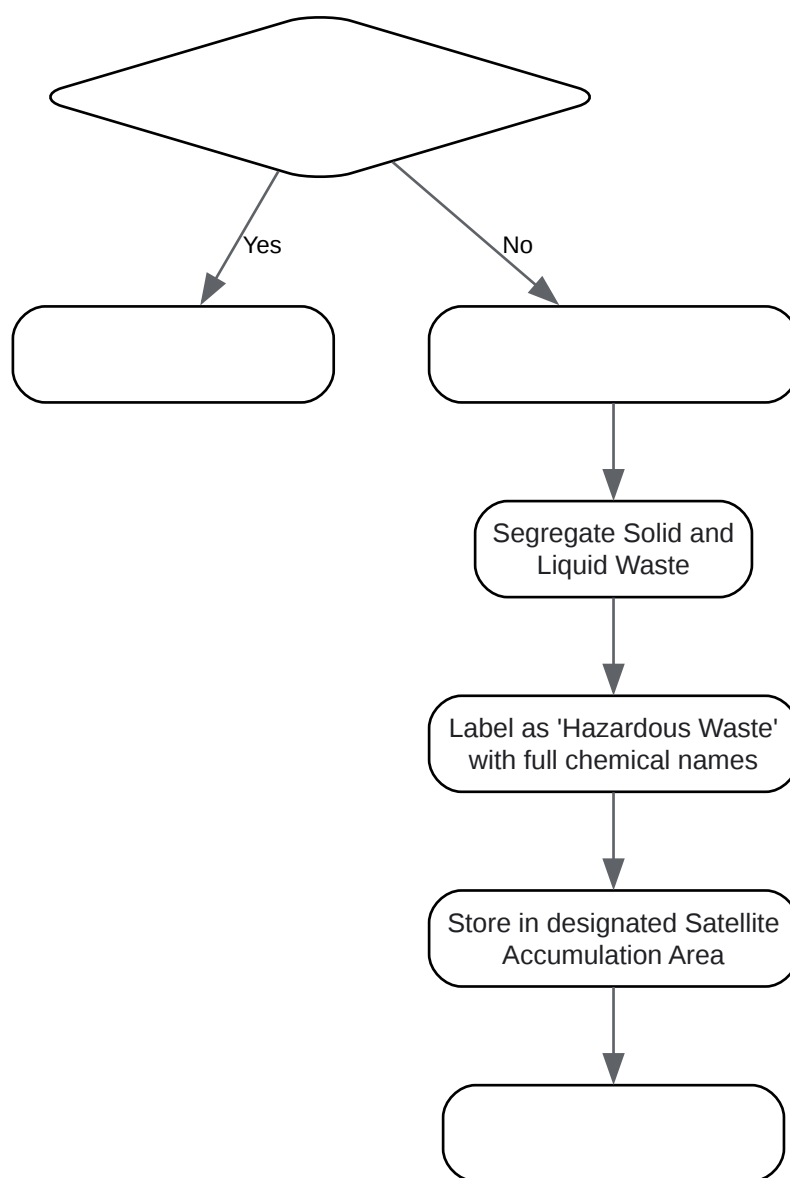 Yes
No
Segregate Solid and
Liquid Waste
Label as 'Hazardous Waste'
with full chemical names
Store in designated Satellite
Accumulation Area